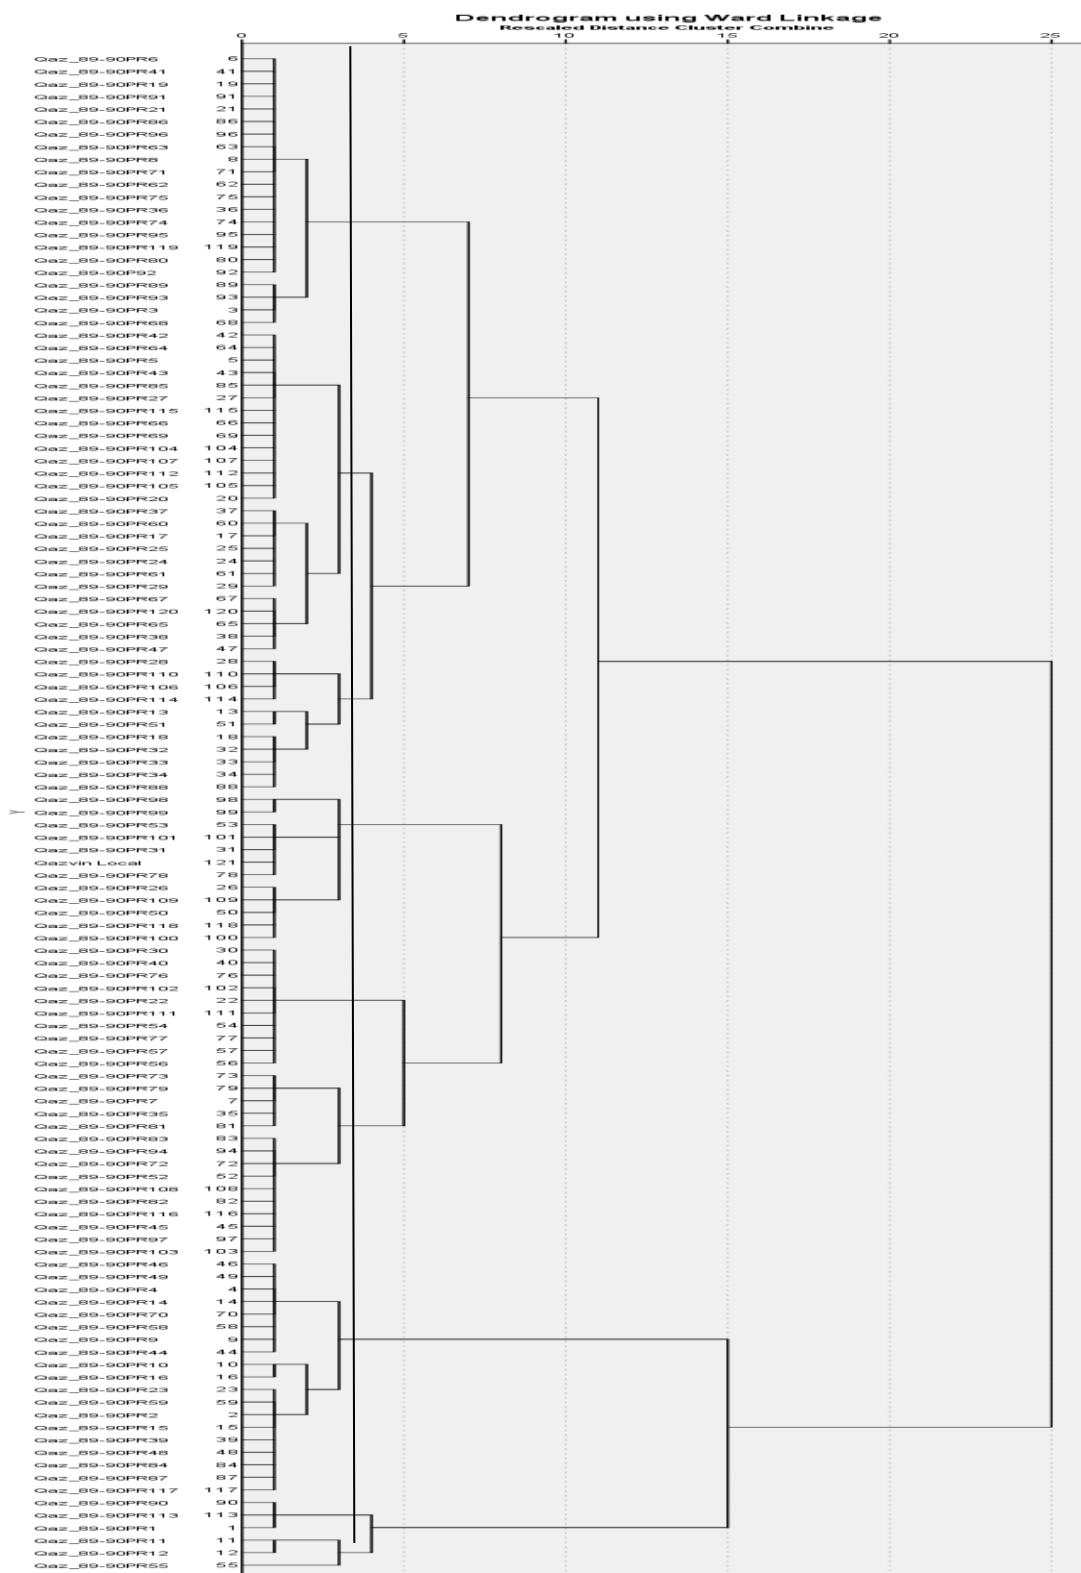 Dendrogram using Ward Linkage
Rescaled Distance Cluster Combine
0 5 10 15 20 25
Qaz_89-90PR6 6
Qaz_89-90PR41 41
Qaz_89-90PR19 19
Qaz_89-90PR91 91
Qaz_89-90PR21 21
Qaz_89-90PR86 86
Qaz_89-90PR96 96
Qaz_89-90PR63 63
Qaz_89-90PR8 8
Qaz_89-90PR71 71
Qaz_89-90PR62 62
Qaz_89-90PR75 75
Qaz_89-90PR36 36
Qaz_89-90PR74 74
Qaz_89-90PR95 95
Qaz_89-90PR119 119
Qaz_89-90PR80 80
Qaz_89-90P92 92
Qaz_89-90PR89 89
Qaz_89-90PR93 93
Qaz_89-90PR3 3
Qaz_89-90PR68 68
Qaz_89-90PR42 42
Qaz_89-90PR64 64
Qaz_89-90PR5 5
Qaz_89-90PR43 43
Qaz_89-90PR85 85
Qaz_89-90PR27 27
Qaz_89-90PR115 115
Qaz_89-90PR66 66
Qaz_89-90PR69 69
Qaz_89-90PR104 104
Qaz_89-90PR107 107
Qaz_89-90PR112 112
Qaz_89-90PR105 105
Qaz_89-90PR20 20
Qaz_89-90PR37 37
Qaz_89-90PR60 60
Qaz_89-90PR17 17
Qaz_89-90PR25 25
Qaz_89-90PR24 24
Qaz_89-90PR61 61
Qaz_89-90PR29 29
Qaz_89-90PR67 67
Qaz_89-90PR120 120
Qaz_89-90PR65 65
Qaz_89-90PR38 38
Qaz_89-90PR47 47
Qaz_89-90PR28 28
Qaz_89-90PR110 110
Qaz_89-90PR106 106
Qaz_89-90PR114 114
Qaz_89-90PR13 13
Qaz_89-90PR51 51
Qaz_89-90PR18 18
Qaz_89-90PR32 32
Qaz_89-90PR33 33
Qaz_89-90PR34 34
Qaz_89-90PR88 88
Qaz_89-90PR98 98
Y
Qaz_89-90PR99 99
Qaz_89-90PR53 53
Qaz_89-90PR101 101
Qaz_89-90PR31 31
Qazvin Local 121
Qaz_89-90PR78 78
Qaz_89-90PR26 26
Qaz_89-90PR109 109
Qaz_89-90PR50 50
Qaz_89-90PR118 118
Qaz_89-90PR100 100
Qaz_89-90PR30 30
Qaz_89-90PR40 40
Qaz_89-90PR76 76
Qaz_89-90PR102 102
Qaz_89-90PR22 22
Qaz_89-90PR111 111
Qaz_89-90PR54 54
Qaz_89-90PR77 77
Qaz_89-90PR57 57
Qaz_89-90PR56 56
Qaz_89-90PR73 73
Qaz_89-90PR79 79
Qaz_89-90PR7 7
Qaz_89-90PR35 35
Qaz_89-90PR81 81
Qaz_89-90PR83 83
Qaz_89-90PR94 94
Qaz_89-90PR72 72
Qaz_89-90PR52 52
Qaz_89-90PR108 108
Qaz_89-90PR82 82
Qaz_89-90PR116 116
Qaz_89-90PR45 45
Qaz_89-90PR97 97
Qaz_89-90PR103 103
Qaz_89-90PR46 46
Qaz_89-90PR49 49
Qaz_89-90PR4 4
Qaz_89-90PR14 14
Qaz_89-90PR70 70
Qaz_89-90PR58 58
Qaz_89-90PR9 9
Qaz_89-90PR44 44
Qaz_89-90PR10 10
Qaz_89-90PR16 16
Qaz_89-90PR23 23
Qaz_89-90PR59 59
Qaz_89-90PR2 2
Qaz_89-90PR15 15
Qaz_89-90PR39 39
Qaz_89-90PR48 48
Qaz_89-90PR84 84
Qaz_89-90PR87 87
Qaz_89-90PR117 117
Qaz_89-90PR90 90
Qaz_89-90PR113 113
Qaz_89-90PR1 1
Qaz_89-90PR11 11
Qaz_89-90PR12 12
Qaz_89-90PR55 55